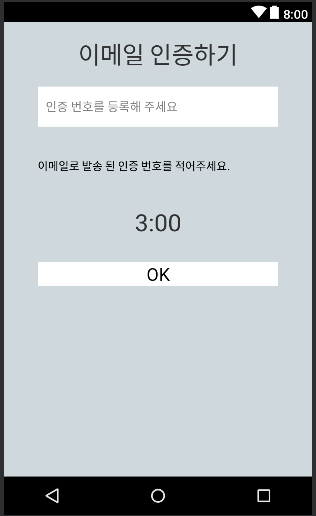 8:00
이메일 인증하기
인증 번호를 등록해 주세요
이메일로 발송 된 인증 번호를 적어주세요.
3:00
OK